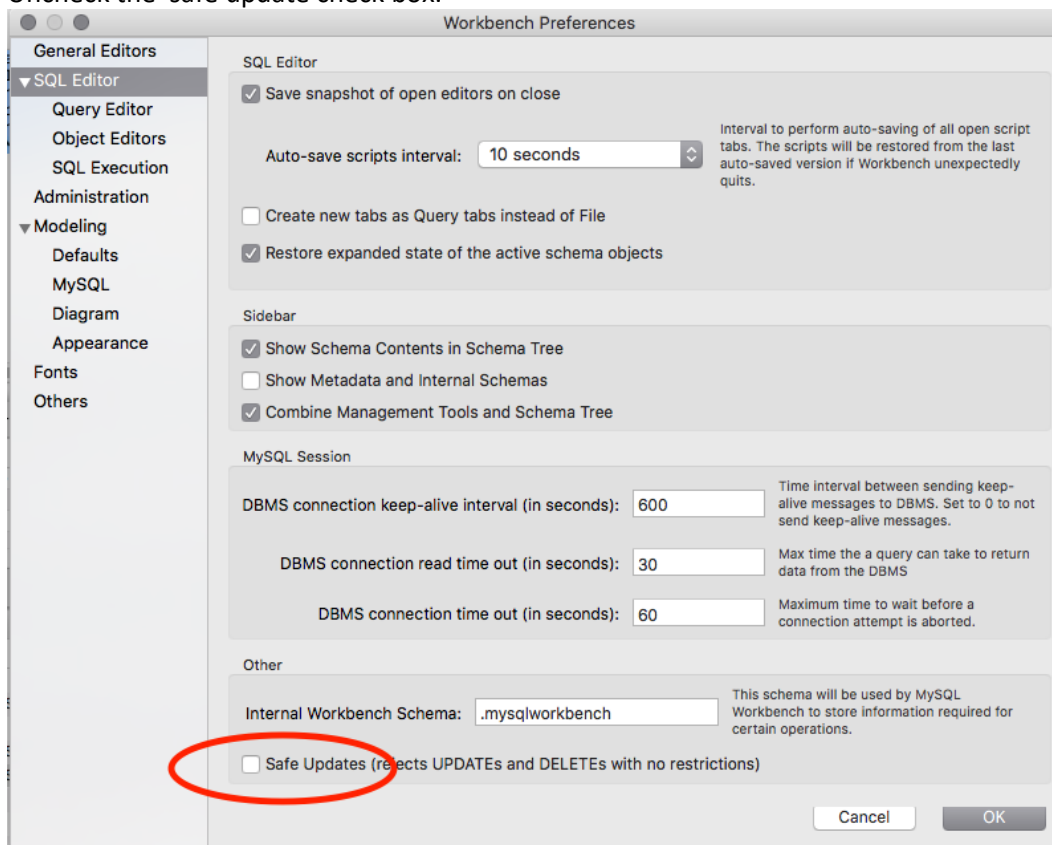 Uncheck the safe update check box.
Workbench Preferences
General Editors
SQL Editor
Query Editor
Object Editors
SQL Execution
Administration
Modeling
Defaults
MySQL
Diagram
Appearance
Fonts
Others
SQL Editor
Save snapshot of open editors on close
Auto-save scripts interval:
10 seconds
Interval to perform auto-saving of all open script
tabs. The scripts will be restored from the last
auto-saved version if Workbench unexpectedly
quits.
Create new tabs as Query tabs instead of File
Restore expanded state of the active schema objects
Sidebar
Show Schema Contents in Schema Tree
Show Metadata and Internal Schemas
Combine Management Tools and Schema Tree
MySQL Session
DBMS connection keep-alive interval (in seconds):
600
Time interval between sending keep-
alive messages to DBMS. Set to 0 to not
send keep-alive messages.
DBMS connection read time out (in seconds):
30
Max time the a query can take to return
data from the DBMS
DBMS connection time out (in seconds):
60
Maximum time to wait before a
connection attempt is aborted.
Other
Internal Workbench Schema:
.mysqlworkbench
This schema will be used by MySQL
Workbench to store information required for
certain operations.
Safe Updates (rejects UPDATEs and DELETEs with no restrictions)
Cancel
OK